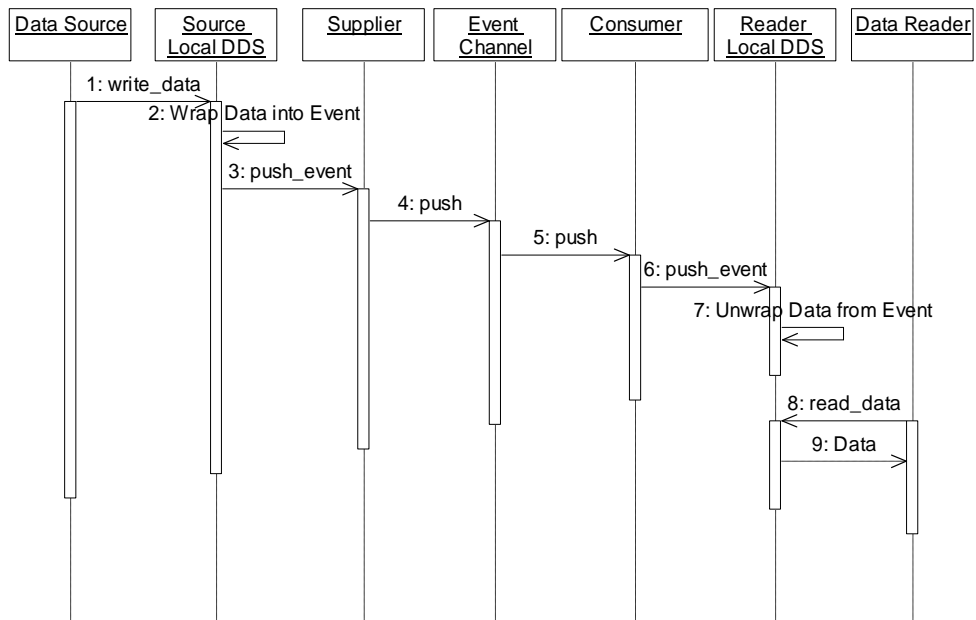 Data Source
Source
Local DDS
Supplier
Event
Channel
Consumer
Reader
Local DDS
Data Reader
1: write_data
2: Wrap Data into Event
3: push_event
4: push
5: push
6: push_event
7: Unwrap Data from Event
8: read_data
9: Data